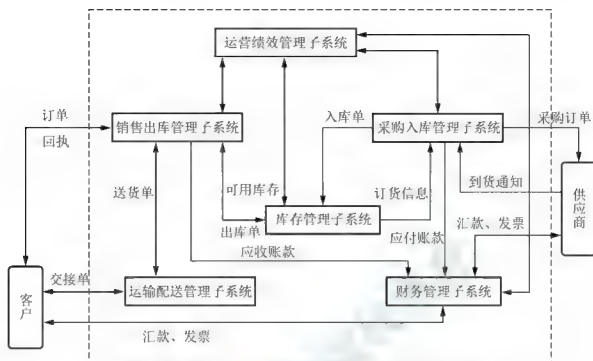 运营绩效管理子系统
订单
回执
销售出库管理子系统
入库单
采购入库管理子系统
采购订单
送货单
可用库存
订货信息
到货通知
供应商
出库单
库存管理子系统
应收账款
应付账款
汇款、发票
客户
交接单
运输配送管理子系统
财务管理子系统
汇款、发票